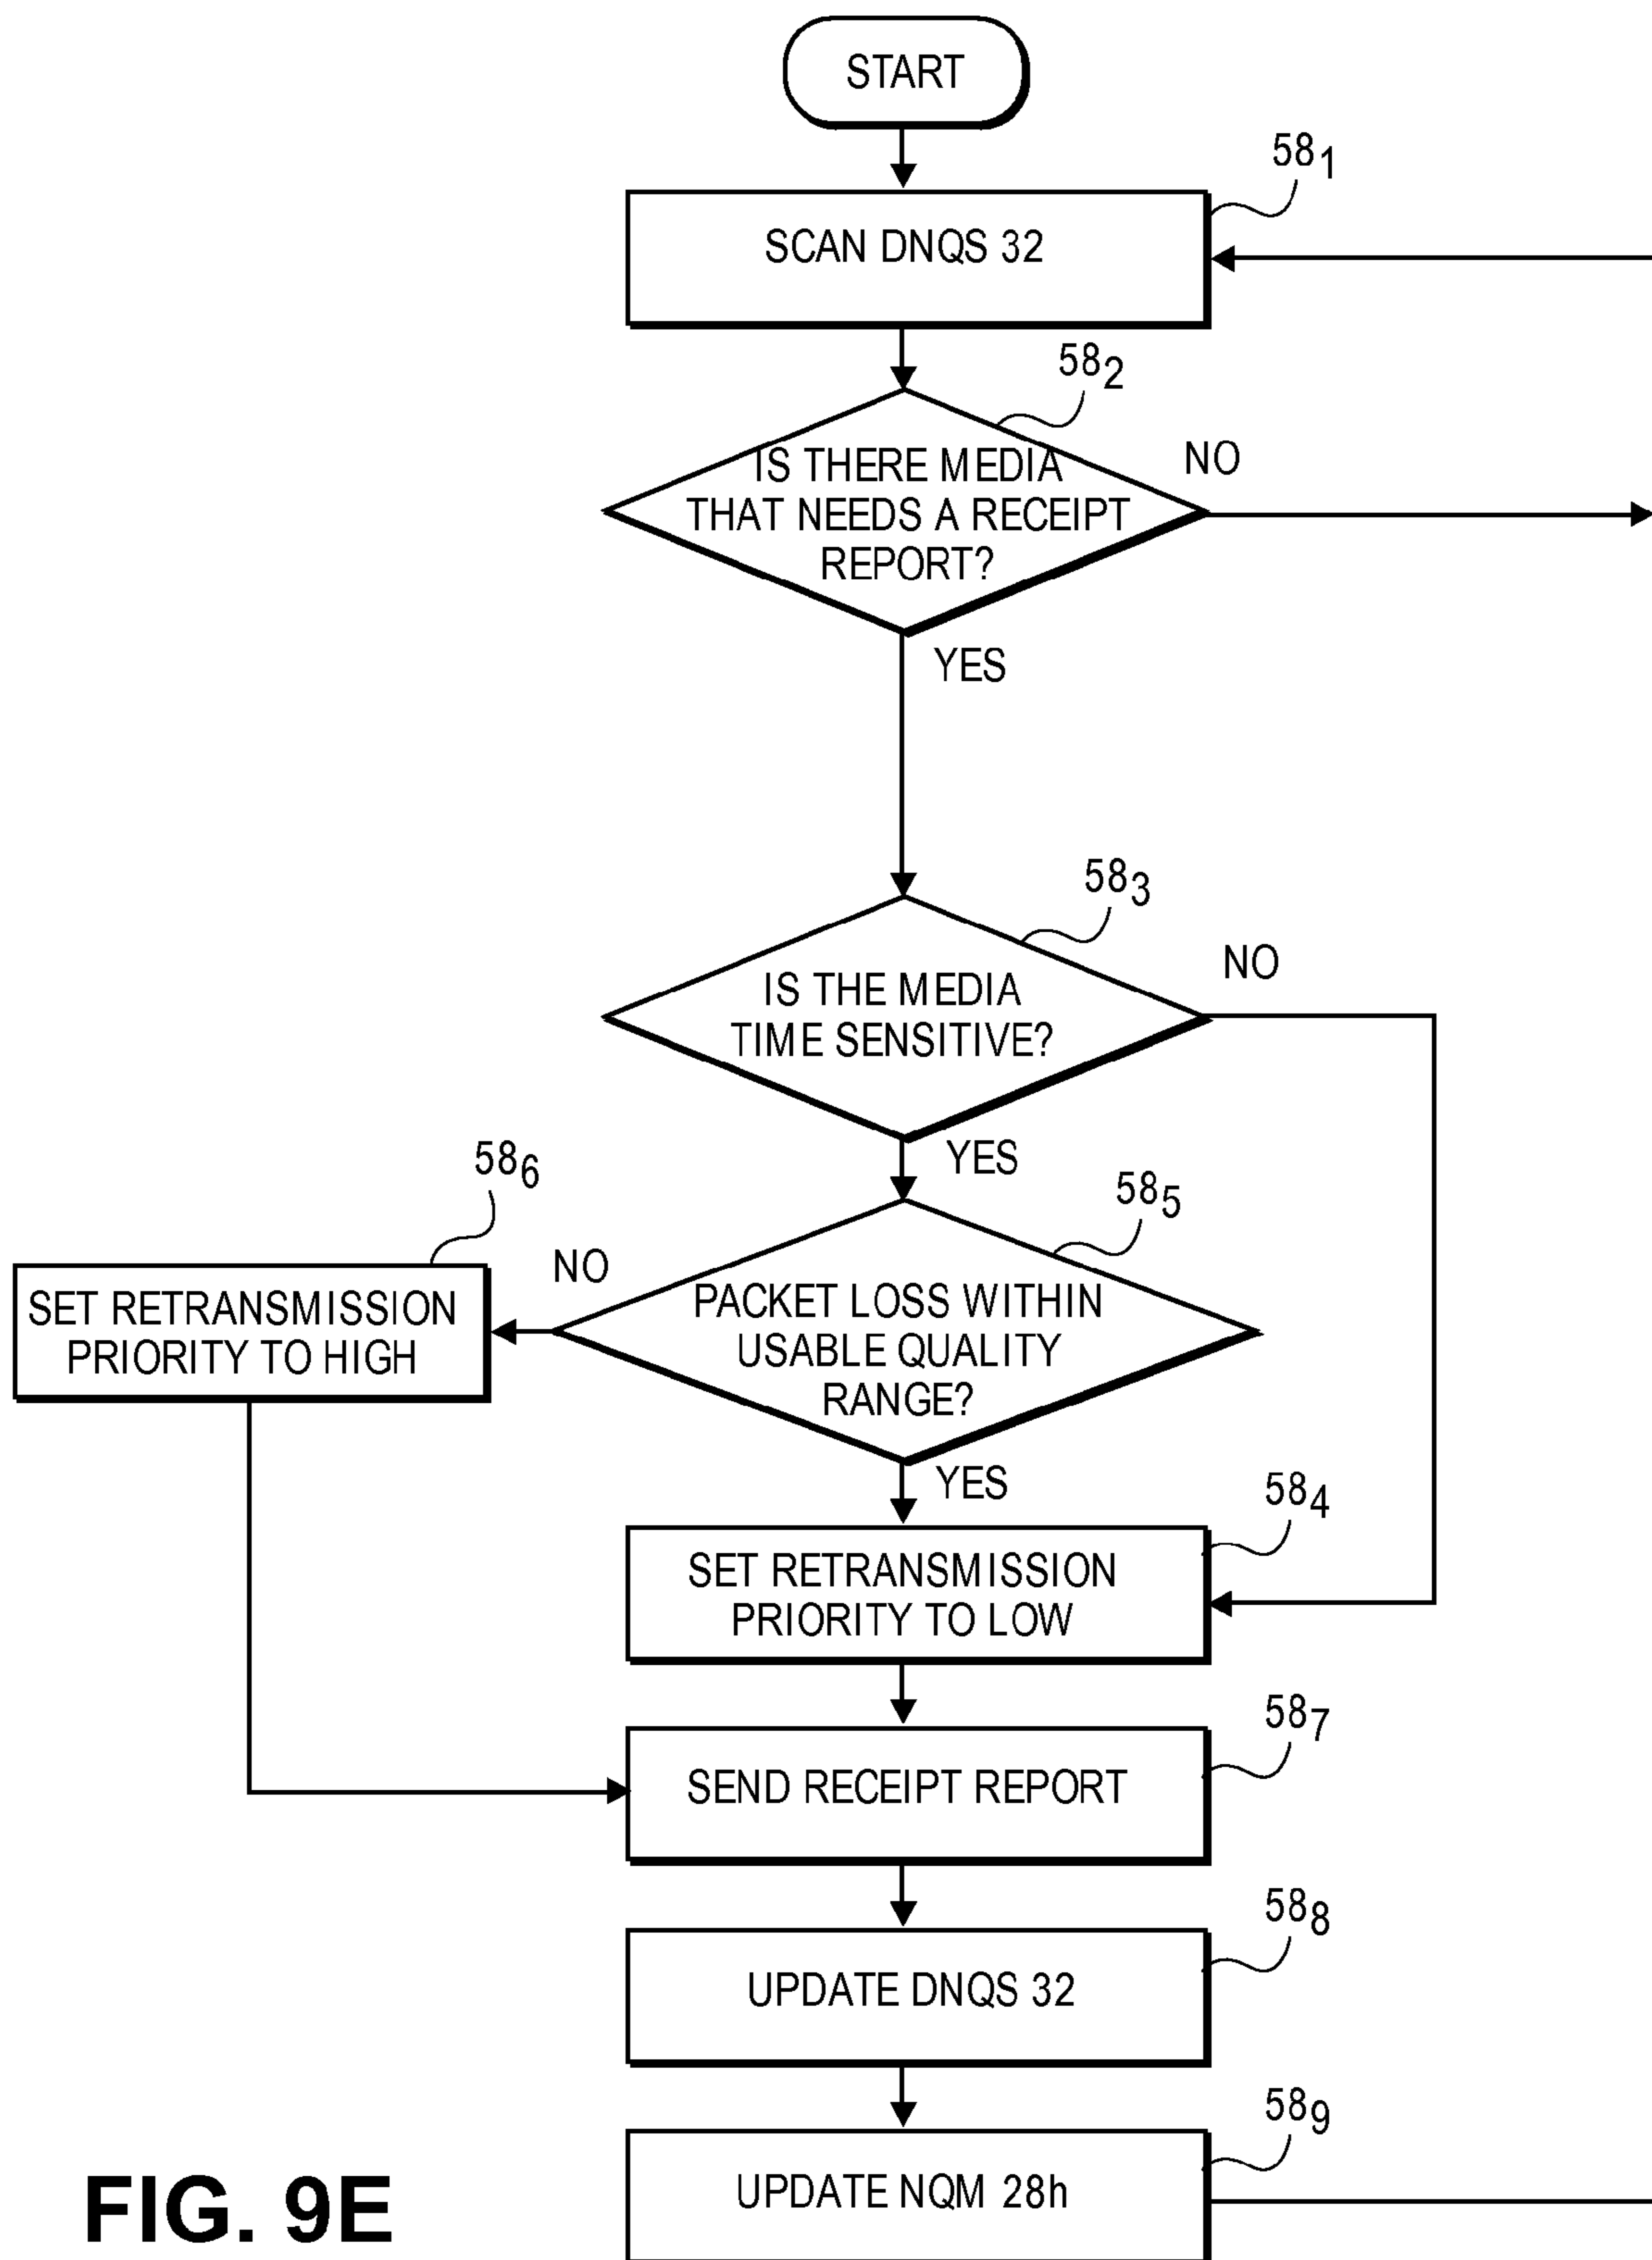 START
58₁
SCAN DNQS 32
58₂
IS THERE MEDIA
THAT NEEDS A RECEIPT
REPORT?
NO
YES
58₃
IS THE MEDIA
TIME SENSITIVE?
NO
YES
58₅
PACKET LOSS WITHIN
USABLE QUALITY
RANGE?
NO
58₆
SET RETRANSMISSION
PRIORITY TO HIGH
YES
58₄
SET RETRANSMISSION
PRIORITY TO LOW
58₇
SEND RECEIPT REPORT
58₈
UPDATE DNQS 32
58₉
UPDATE NQM 28h
FIG. 9E